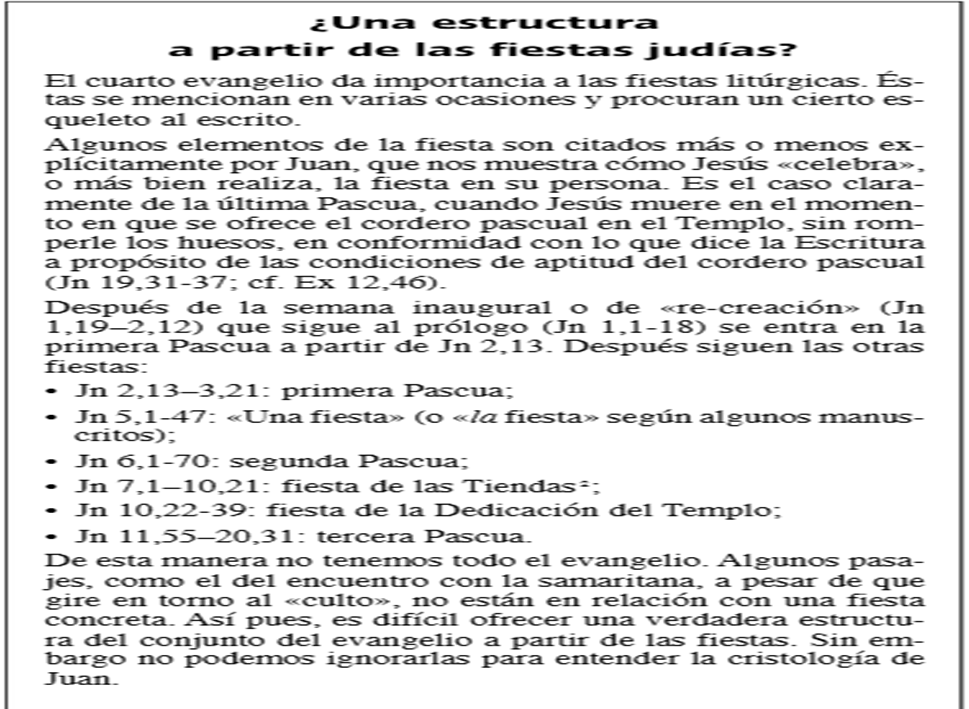 ¿Una estructura
a partir de las fiestas judías?
El cuarto evangelio da importancia a las fiestas litúrgicas. És-
tas se mencionan en varias ocasiones y procuran un cierto es-
queleto al escrito.
Algunos elementos de la fiesta son citados más o menos ex-
plícitamente por Juan, que nos muestra cómo Jesús «celebra»,
o más bien realiza, la fiesta en su persona. Es el caso clara-
mente de la última Pascua, cuando Jesús muere en el momen-
to en que se ofrece el cordero pascual en el Templo, sin rom-
perle los huesos, en conformidad con lo que dice la Escritura
a propósito de las condiciones de aptitud del cordero pascual
(Jn 19,31-37; cf. Ex 12,46).
Después de la semana inaugural o de «re-creación» (Jn
1,19–2,12) que sigue al prólogo (Jn 1,1-18) se entra en la
primera Pascua a partir de Jn 2,13. Después siguen las otras
fiestas:
• Jn 2,13–3,21: primera Pascua;
• Jn 5,1-47: «Una fiesta» (o «la fiesta» según algunos manus-
critos);
• Jn 6,1-70: segunda Pascua;
• Jn 7,1–10,21: fiesta de las Tiendas²;
• Jn 10,22-39: fiesta de la Dedicación del Templo;
• Jn 11,55–20,31: tercera Pascua.
De esta manera no tenemos todo el evangelio. Algunos pasa-
jes, como el del encuentro con la samaritana, a pesar de que
gire en torno al «culto», no están en relación con una fiesta
concreta. Así pues, es difícil ofrecer una verdadera estructu-
ra del conjunto del evangelio a partir de las fiestas. Sin em-
bargo no podemos ignorarlas para entender la cristología de
Juan.